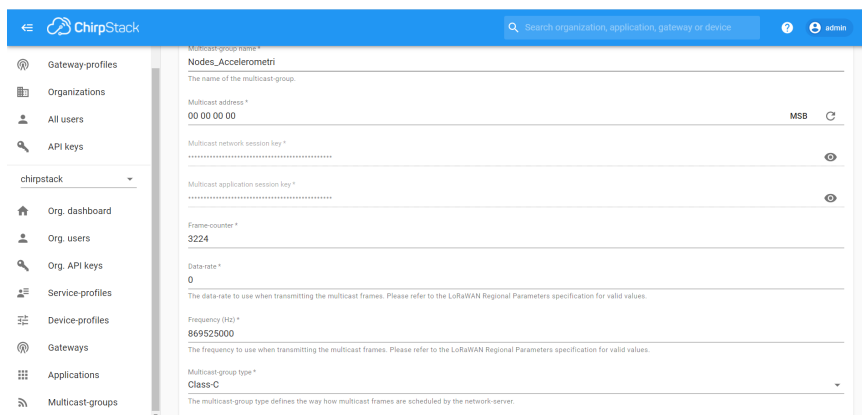 ChirpStack
Search organization, application, gateway or device
?
admin
Gateway-profiles
Organizations
All users
API keys
chirpstack
Org. dashboard
Org. users
Org. API keys
Service-profiles
Device-profiles
Gateways
Applications
Multicast-groups
Multicast-group name *
Nodes_Accelerometri
The name of the multicast-group.
Multicast address *
00 00 00 00
MSB
Multicast network session key *
Multicast application session key *
Frame-counter *
3224
Data-rate *
0
The data-rate to use when transmitting the multicast frames. Please refer to the LoRaWAN Regional Parameters specification for valid values.
Frequency (Hz) *
869525000
The frequency to use when transmitting the multicast frames. Please refer to the LoRaWAN Regional Parameters specification for valid values.
Multicast-group type *
Class-C
The multicast-group type defines the way how multicast frames are scheduled by the network-server.